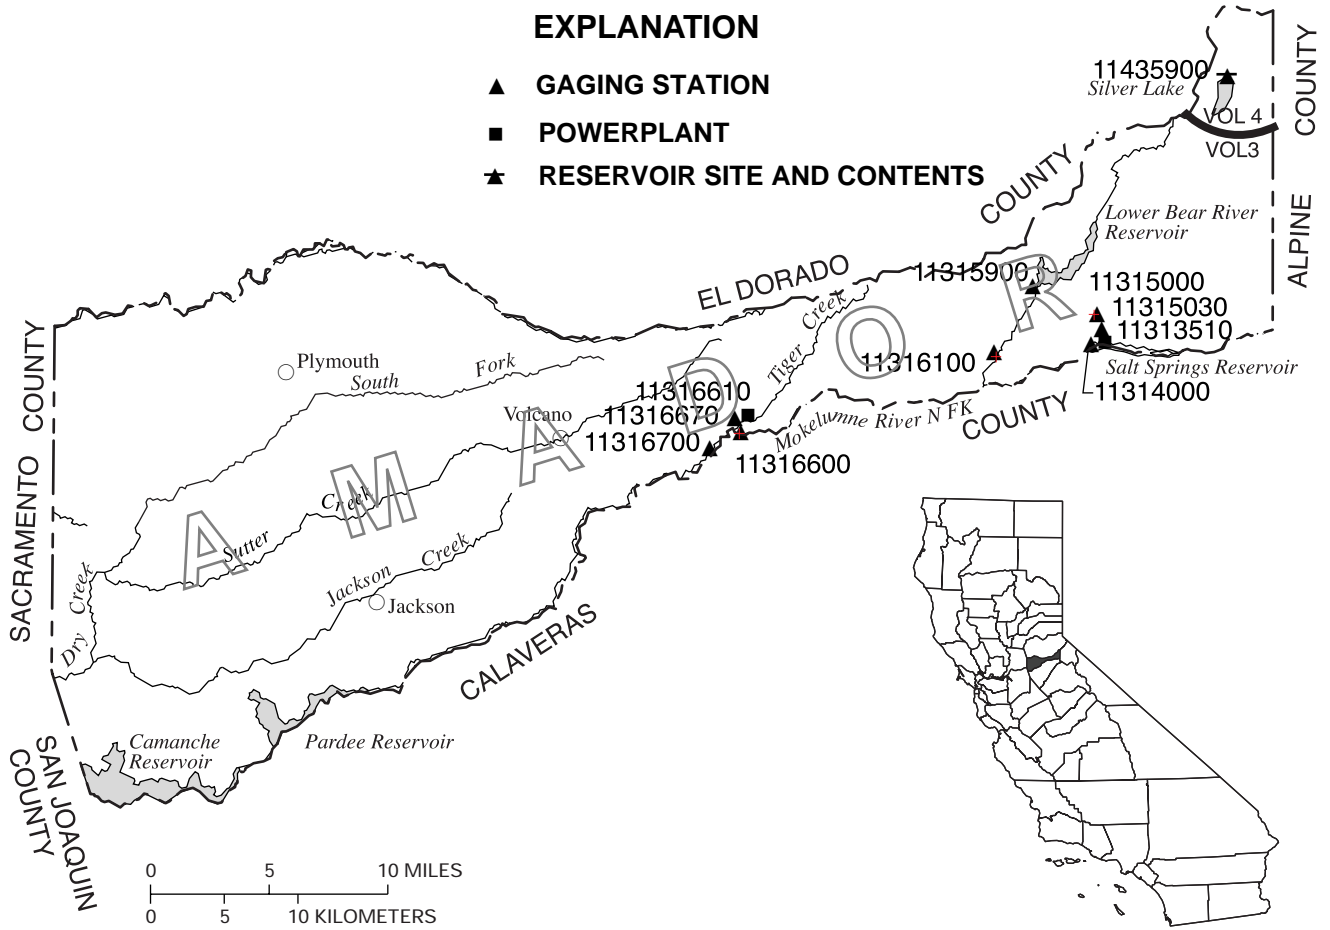 EXPLANATION
GAGING STATION
POWERPLANT
RESERVOIR SITE AND CONTENTS
11435900
Silver Lake
VOL 4
VOL3
COUNTY
ALPINE
COUNTY
EL DORADO
Lower Bear River
Reservoir
11315900
11315000
11315030
11313510
Salt Springs Reservoir
11314000
11316100
Tiger Creek
Mokelumne River N FK
COUNTY
CALAVERAS
11316610
11316670
11316700
11316600
Volcano
Plymouth
South Fork
AMADOR
Sutter Creek
Jackson Creek
Jackson
Dry Creek
SACRAMENTO COUNTY
SAN JOAQUIN
COUNTY
Camanche
Reservoir
Pardee Reservoir
0 5 10 MILES
0 5 10 KILOMETERS